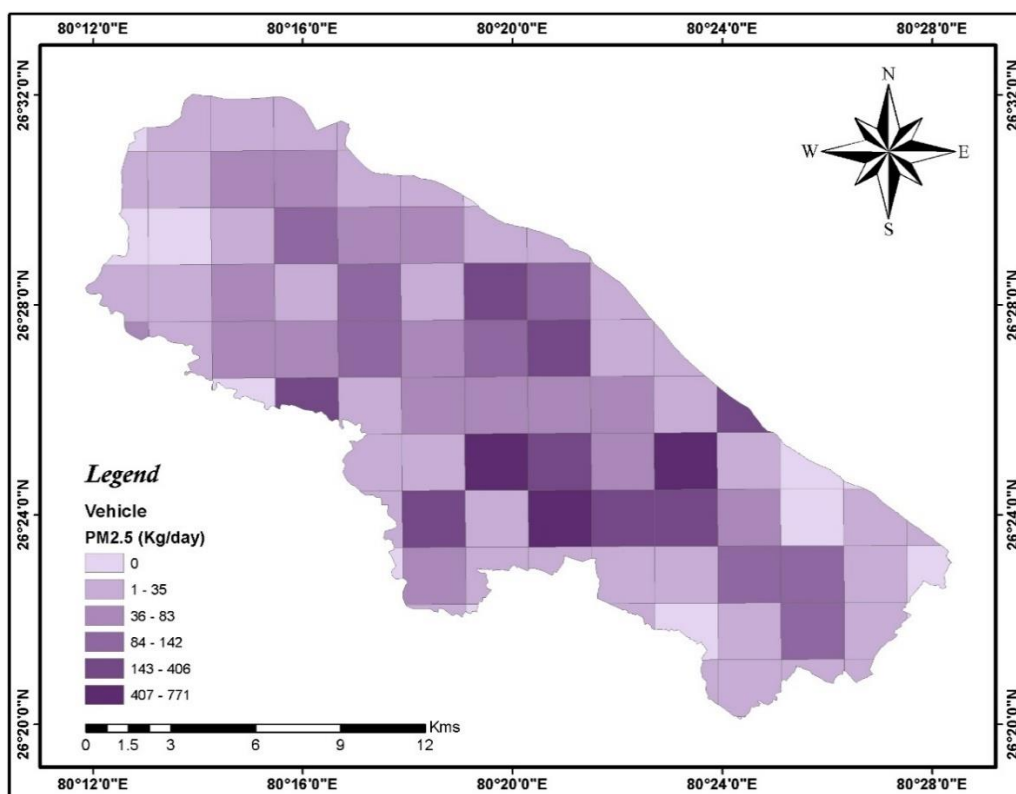 80°12'0"E 80°16'0"E 80°20'0"E 80°24'0"E 80°28'0"E
26°32'0"N 26°32'0"N
N
W E
S
26°28'0"N 26°28'0"N
Legend
Vehicle
PM2.5 (Kg/day)
0
1 - 35
36 - 83
84 - 142
143 - 406
407 - 771
26°24'0"N 26°24'0"N
Kms
0 1.5 3 6 9 12
26°20'0"N 26°20'0"N
80°12'0"E 80°16'0"E 80°20'0"E 80°24'0"E 80°28'0"E